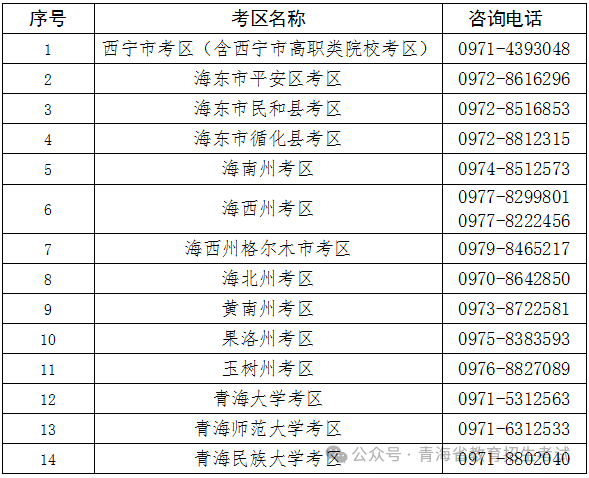 序号 考区名称 咨询电话
1 西宁市考区（含西宁市高职类院校考区） 0971-4393048
2 海东市平安区考区 0972-8616296
3 海东市民和县考区 0972-8516853
4 海东市循化县考区 0972-8812315
5 海南州考区 0974-8512573
6 海西州考区 0977-8299801
0977-8222456
7 海西州格尔木市考区 0979-8465217
8 海北州考区 0970-8642850
9 黄南州考区 0973-8722581
10 果洛州考区 0975-8383593
11 玉树州考区 0976-8827089
12 青海大学考区 0971-5312563
13 青海师范大学考区 0971-6312533
14 青海民族大学考区 0971-8802040
公众号·青海省教育招生考试